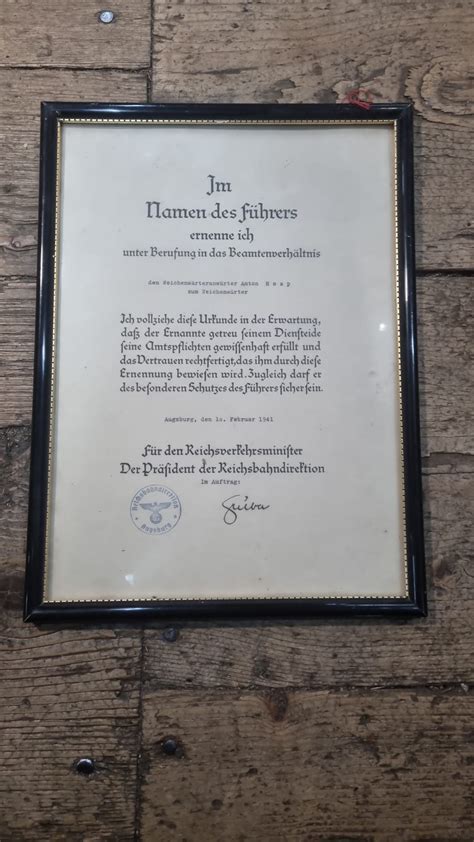 Im
Namen des Führers
ernenne ich
unter Berufung in das Beamtenverhältnis
den Weichenwärteranwärter Anton
zum Weichenwärter
Ich vollziehe diese Urkunde in der Erwartung,
daß der Ernannte getreu seinem Diensteide
seine Amtspflichten gewissenhaft erfüllt und
das Vertrauen rechtfertigt, das ihm durch diese
Ernennung bewiesen wird. Zugleich darf er
des besonderen Schutzes des Führers sicher sein.
Augsburg, den 1o. Februar 1941
Für den Reichsverkehrsminister
Der Präsident der Reichsbahndirektion
Im Auftrag:
Reichsbahndirektion
Augsburg